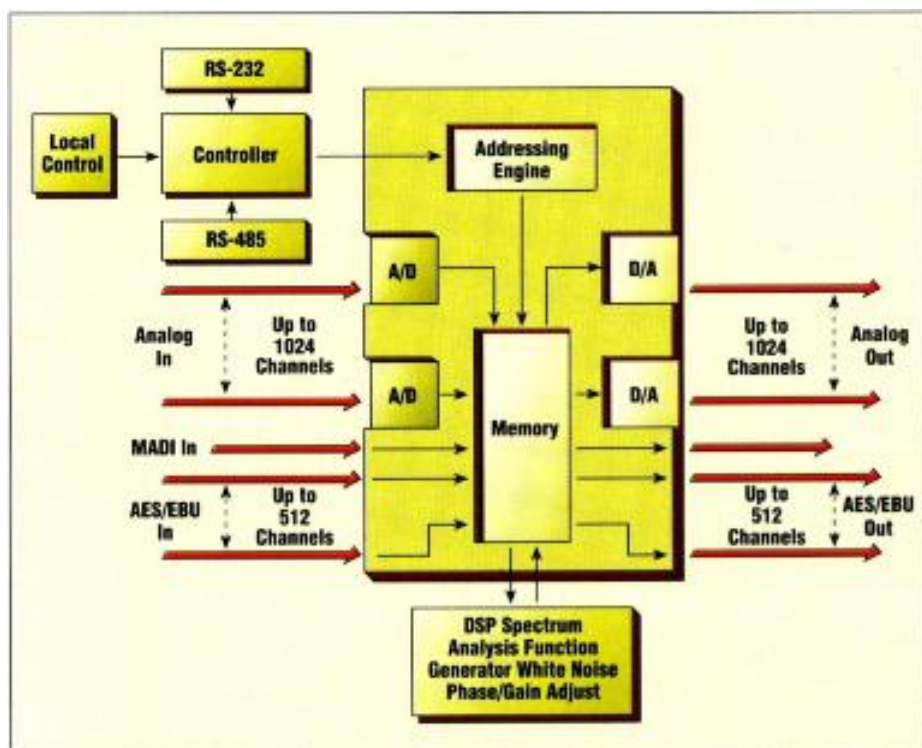 RS-232
Local
Control
Controller
RS-485
Addressing
Engine
A/D
D/A
Analog
In
Up to
1024
Channels
Up to
1024
Channels
Analog
Out
A/D
D/A
Memory
MADI In
AES/EBU
In
Up to
512
Channels
Up to
512
Channels
AES/EBU
Out
DSP Spectrum
Analysis Function
Generator White Noise
Phase/Gain Adjust